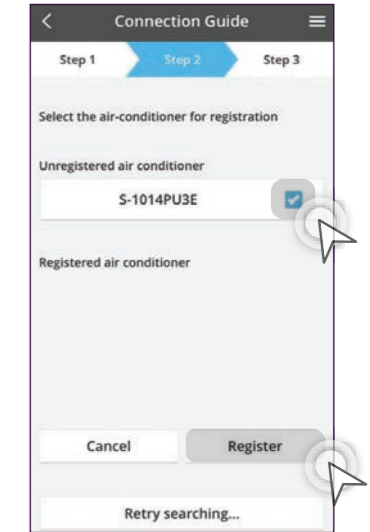 Connection Guide
Step 1 Step 2 Step 3
Select the air-conditioner for registration
Unregistered air conditioner
S-1014PU3E
Registered air conditioner
Cancel Register
Retry searching...